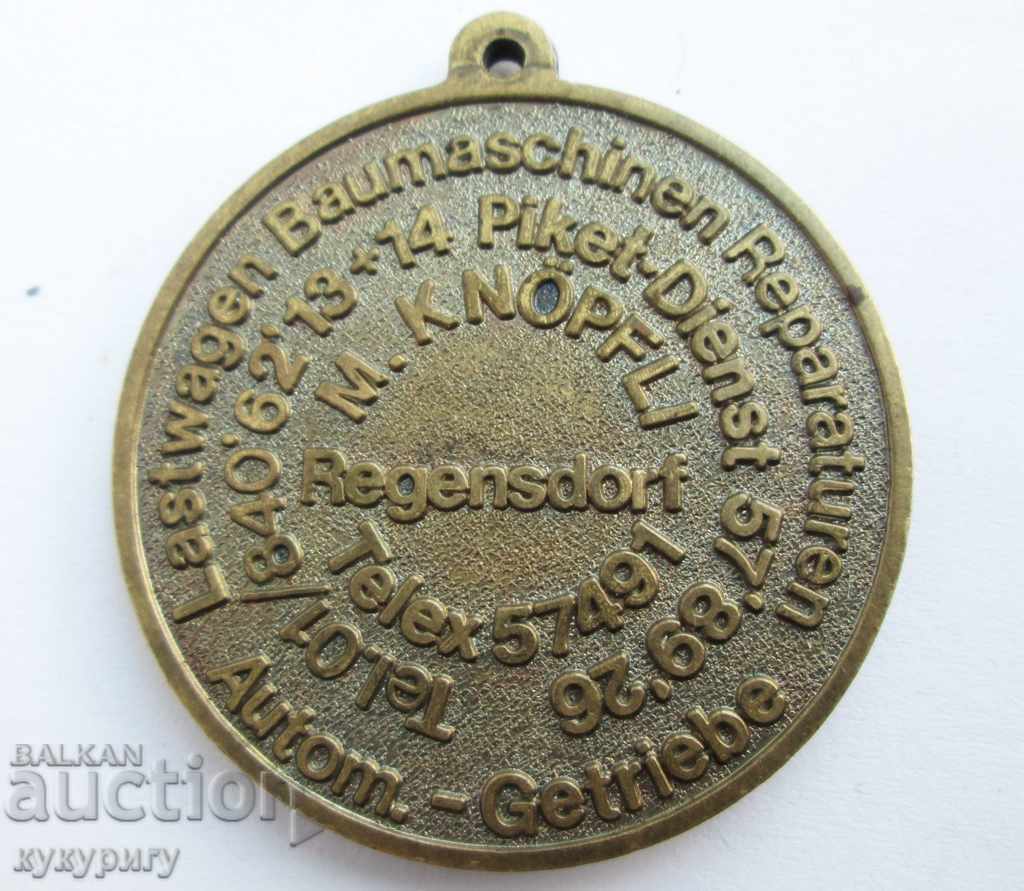 Lastwagen Baumaschinen Reparaturen
Autom. - Getriebe
Tel.01/840'62'13+14 Piket-Dienst 57'89'26
M. KNÖPFLI
Regensdorf
Telex 57491
BALKAN
auction
кукуригу